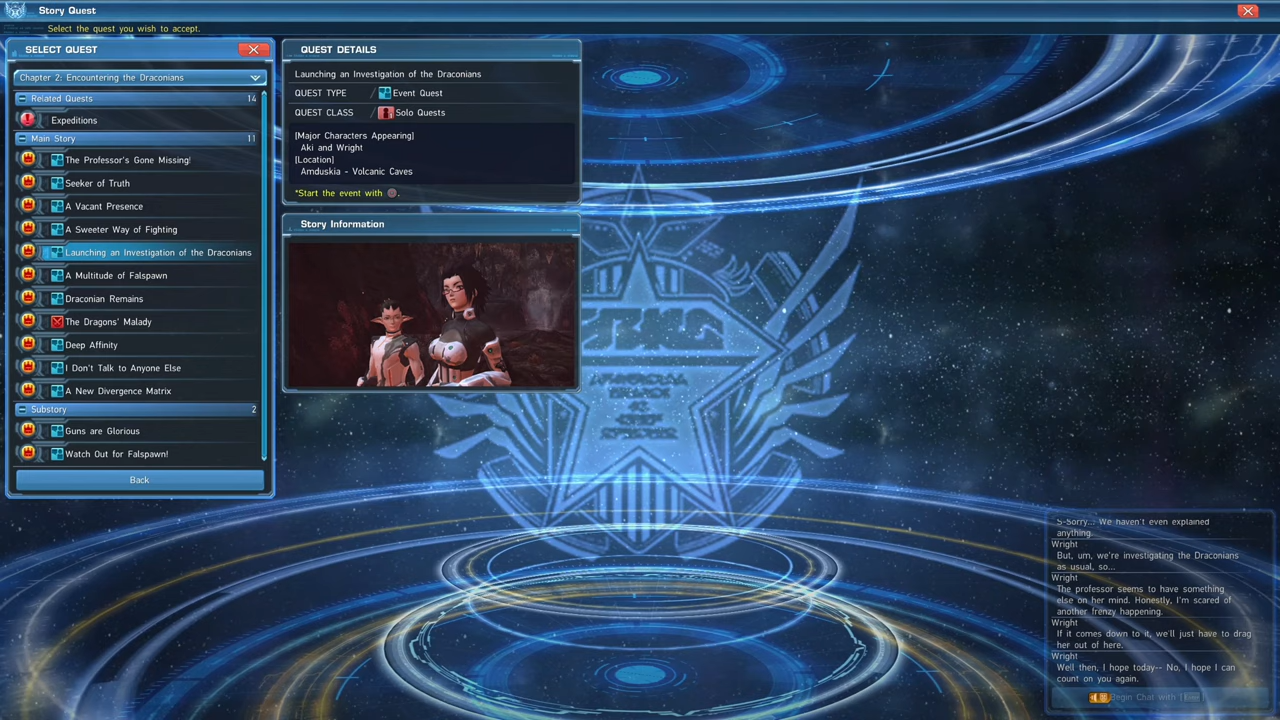 Story Quest
Select the quest you wish to accept.
SELECT QUEST
Chapter 2: Encountering the Draconians
Related Quests 14
Expeditions
Main Story 11
The Professor's Gone Missing!
Seeker of Truth
A Vacant Presence
A Sweeter Way of Fighting
Launching an Investigation of the Draconians
A Multitude of Falspawn
Draconian Remains
The Dragons' Malady
Deep Affinity
I Don't Talk to Anyone Else
A New Divergence Matrix
Substory 2
Guns are Glorious
Watch Out for Falspawn!
Back
QUEST DETAILS
Launching an Investigation of the Draconians
QUEST TYPE / Event Quest
QUEST CLASS / Solo Quests
[Major Characters Appearing]
Aki and Wright
[Location]
Amduskia - Volcanic Caves
*Start the event with .
Story Information
S-Sorry... We haven't even explained
anything.
Wright
But, um, we're investigating the Draconians
as usual, so...
Wright
The professor seems to have something
else on her mind. Honestly, I'm scared of
another frenzy happening.
Wright
If it comes down to it, we'll just have to drag
her out of here.
Wright
Well then, I hope today-- No, I hope I can
count on you again.
Begin Chat with [Enter]